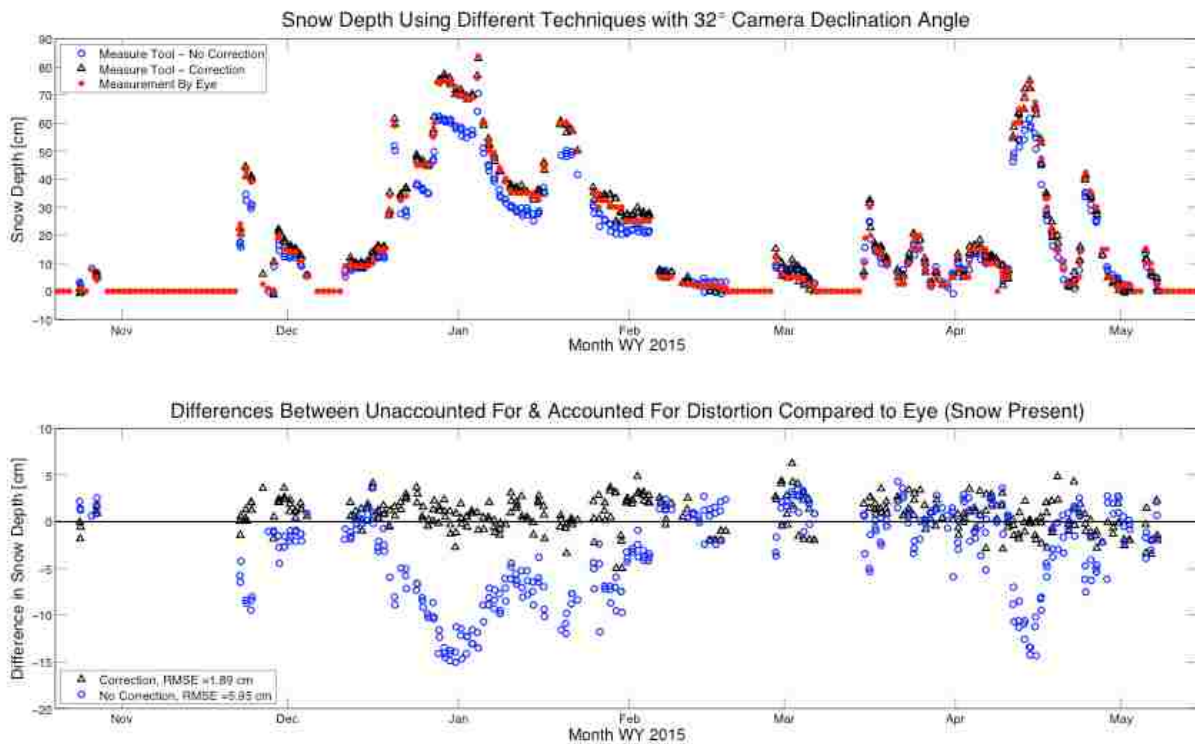 Snow Depth Using Different Techniques with 32° Camera Declination Angle
90
80
70
60
50
40
30
20
10
0
−10
Snow Depth [cm]
Measure Tool − No Correction
Measure Tool − Correction
Measurement By Eye
Nov Dec Jan Feb Mar Apr May
Month WY 2015
Differences Between Unaccounted For & Accounted For Distortion Compared to Eye (Snow Present)
10
5
0
−5
−10
−15
−20
Difference in Snow Depth [cm]
Correction, RMSE =1.89 cm
No Correction, RMSE =5.95 cm
Nov Dec Jan Feb Mar Apr May
Month WY 2015